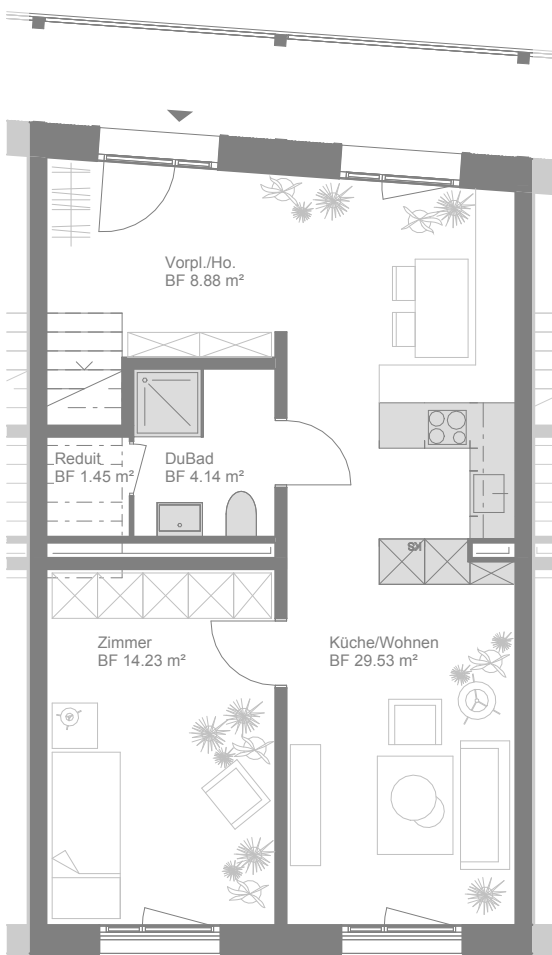 Vorpl./Ho.
BF 8.88 m²
Reduit
BF 1.45 m²
DuBad
BF 4.14 m²
KS
Zimmer
BF 14.23 m²
Küche/Wohnen
BF 29.53 m²